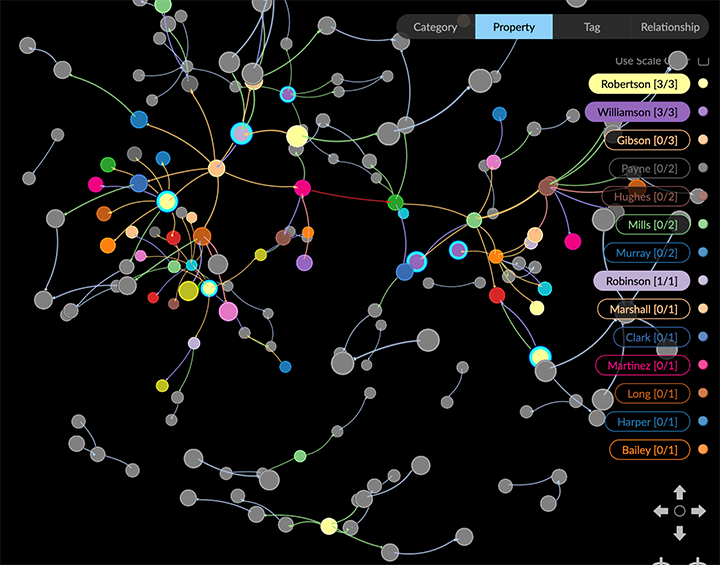 Category Property Tag Relationship
Use Scale
Robertson [3/3]
Williamson [3/3]
Gibson [0/3]
Payne [0/2]
Hughes [0/2]
Mills [0/2]
Murray [0/2]
Robinson [1/1]
Marshall [0/1]
Clark [0/1]
Martinez [0/1]
Long [0/1]
Harper [0/1]
Bailey [0/1]